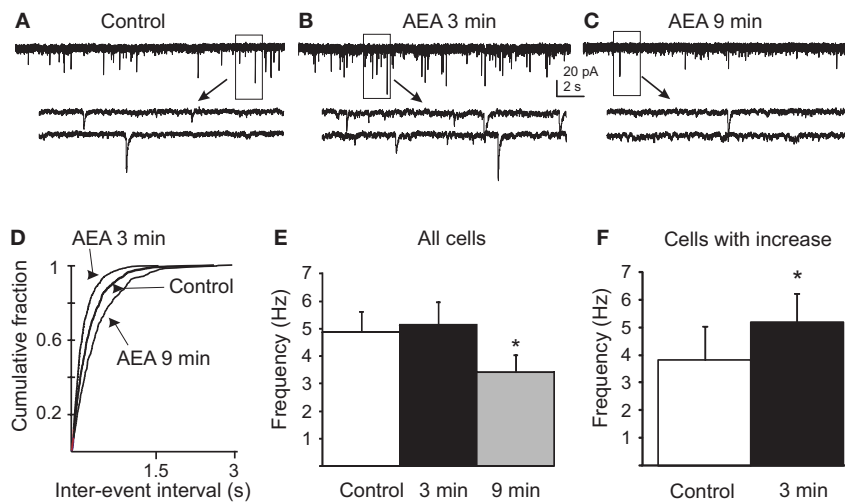 A Control
B AEA 3 min
C AEA 9 min
20 pA
2 s
D
AEA 3 min
Control
AEA 9 min
Cumulative fraction
1
0.6
0.2
1.5 3
Inter-event interval (s)
E All cells
Frequency (Hz)
7
6
5
4
3
2
1
*
Control 3 min 9 min
F Cells with increase
Frequency (Hz)
7
6
5
4
3
2
1
*
Control 3 min